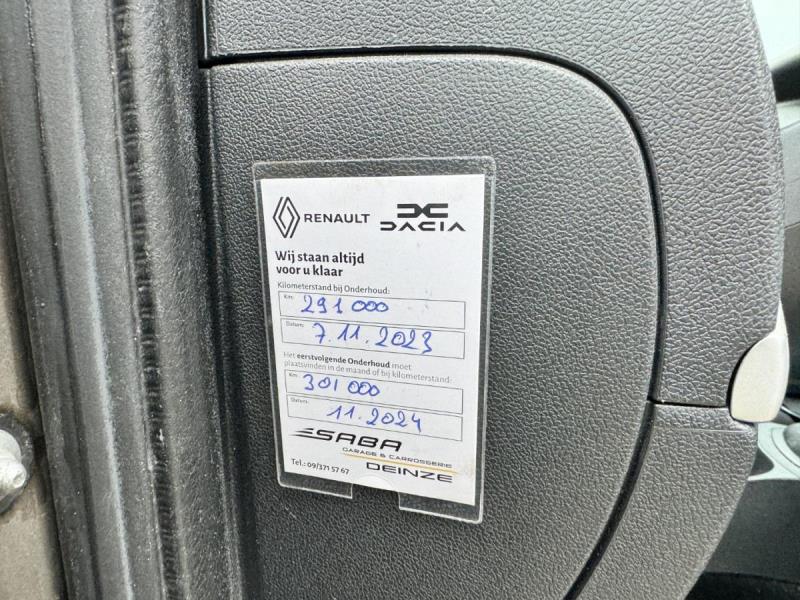 RENAULT DACIA
Wij staan altijd
voor u klaar
Kilometerstand bij Onderhoud:
Km: 291 000
Datum: 7.11.2023
Het eerstvolgende Onderhoud moet
plaatsvinden in de maand of bij kilometerstand:
Km: 301 000
Datum: 11.2024
SABA
GARAGE & CARROSSERIE
Tel.: 09/371 57 67 DEINZE